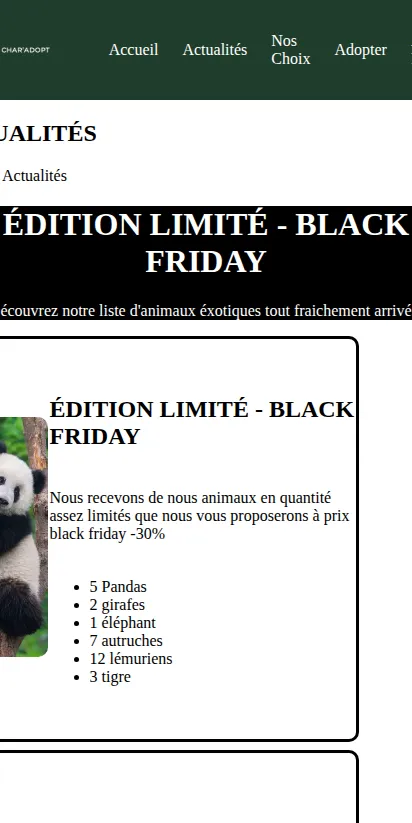 CHAR'ADOPT
Accueil
Actualités
Nos
Choix
Adopter
UALITÉS
Actualités
ÉDITION LIMITÉ - BLACK
FRIDAY
écouvrez notre liste d'animaux éxotiques tout fraichement arrivé
ÉDITION LIMITÉ - BLACK
FRIDAY
Nous recevons de nous animaux en quantité
assez limités que nous vous proposerons à prix
black friday -30%
5 Pandas
2 girafes
1 éléphant
7 autruches
12 lémuriens
3 tigre